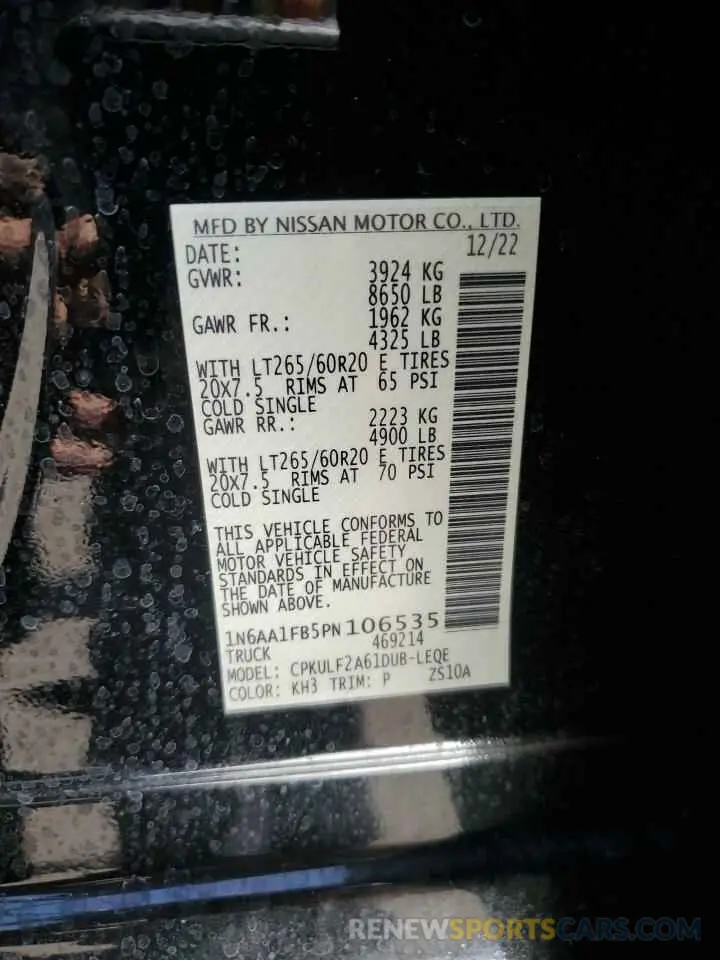 MFD BY NISSAN MOTOR CO., LTD.
DATE: 12/22
GVWR: 3924 KG
8650 LB
GAWR FR.: 1962 KG
4325 LB
WITH LT265/60R20 E TIRES
20X7.5 RIMS AT 65 PSI
COLD SINGLE
GAWR RR.: 2223 KG
4900 LB
WITH LT265/60R20 E TIRES
20X7.5 RIMS AT 70 PSI
COLD SINGLE
THIS VEHICLE CONFORMS TO
ALL APPLICABLE FEDERAL
MOTOR VEHICLE SAFETY
STANDARDS IN EFFECT ON
THE DATE OF MANUFACTURE
SHOWN ABOVE.
1N6AA1FB5PN106535
TRUCK 469214
MODEL: CPKULF2A61DUB-LEQE
COLOR: KH3 TRIM: P ZS10A
RENEWSPORTSCARS.COM